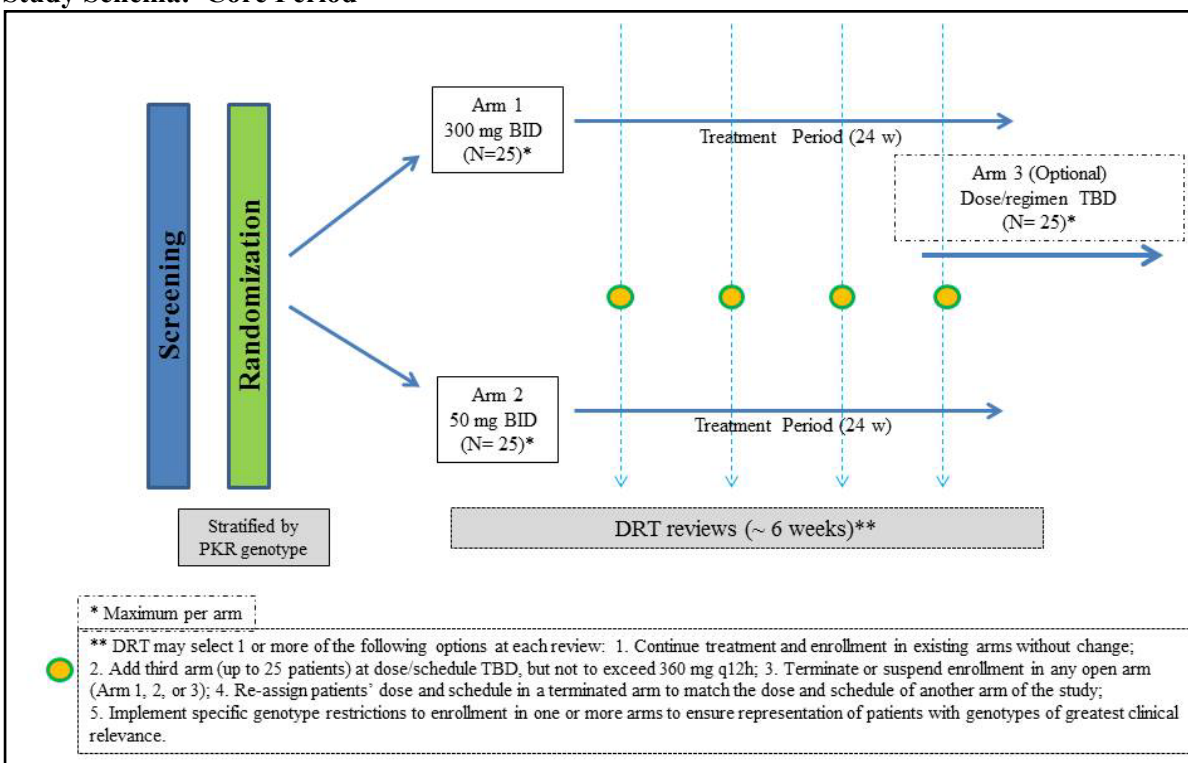 Study Schema: Core Period
Screening
Randomization
Stratified by
PKR genotype
Arm 1
300 mg BID
(N=25)*
Treatment Period (24 w)
Arm 3 (Optional)
Dose/regimen TBD
(N= 25)*
Arm 2
50 mg BID
(N= 25)*
Treatment Period (24 w)
DRT reviews (~ 6 weeks)**
* Maximum per arm
** DRT may select 1 or more of the following options at each review: 1. Continue treatment and enrollment in existing arms without change;
2. Add third arm (up to 25 patients) at dose/schedule TBD, but not to exceed 360 mg q12h; 3. Terminate or suspend enrollment in any open arm
(Arm 1, 2, or 3); 4. Re-assign patients' dose and schedule in a terminated arm to match the dose and schedule of another arm of the study;
5. Implement specific genotype restrictions to enrollment in one or more arms to ensure representation of patients with genotypes of greatest clinical
relevance.